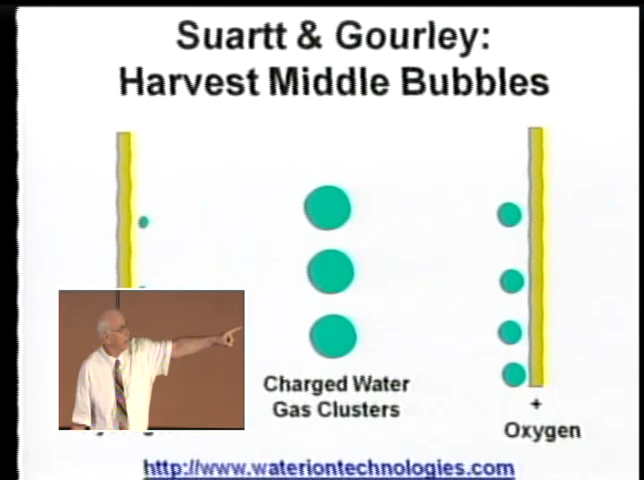 Suartt & Gourley:
Harvest Middle Bubbles
Charged Water
Gas Clusters
+
Oxygen
http://www.wateriontechnologies.com